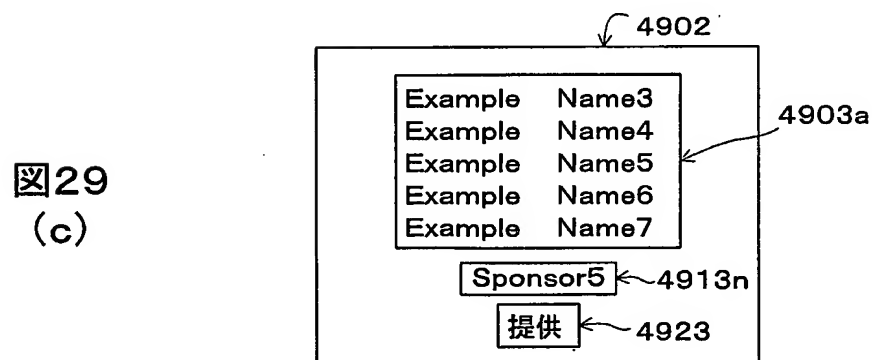 4902
Example Name3
Example Name4
4903a
Example Name5
Example Name6
Example Name7
図29
(c)
Sponsor5
4913n
提供
4923